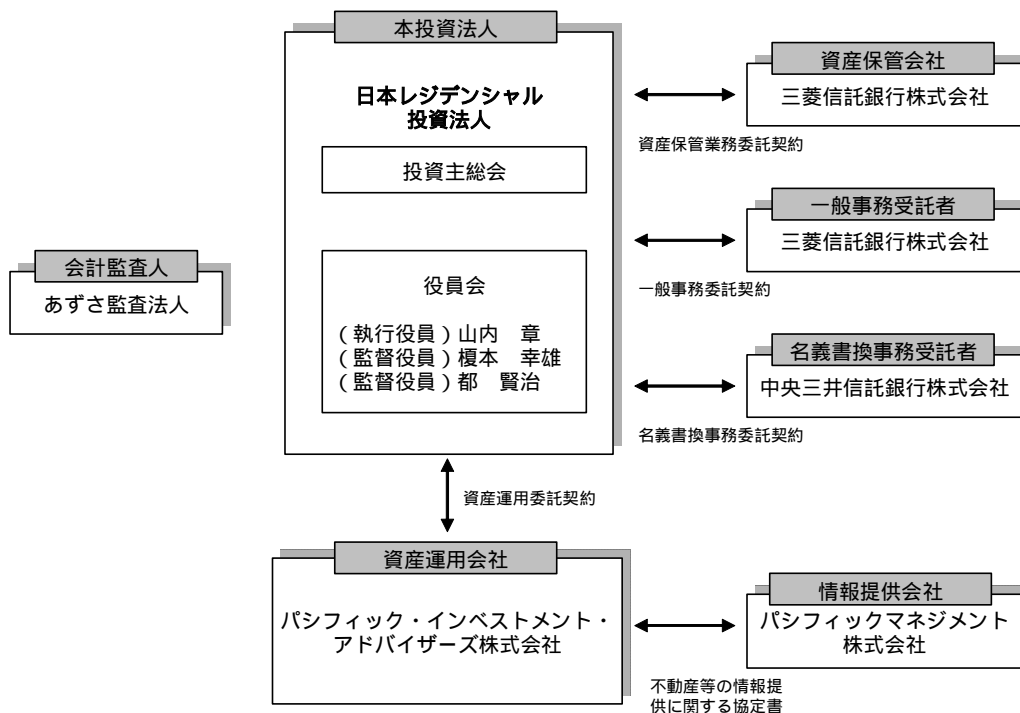 本投資法人
日本レジデンシャル
投資法人
投資主総会
役員会
(執行役員)山内　章
(監督役員)榎本　幸雄
(監督役員)都　賢治
会計監査人
あずさ監査法人
資産保管会社
三菱信託銀行株式会社
資産保管業務委託契約
一般事務受託者
三菱信託銀行株式会社
一般事務委託契約
名義書換事務受託者
中央三井信託銀行株式会社
名義書換事務委託契約
資産運用委託契約
資産運用会社
パシフィック・インベストメント・
アドバイザーズ株式会社
情報提供会社
パシフィックマネジメント
株式会社
不動産等の情報提
供に関する協定書